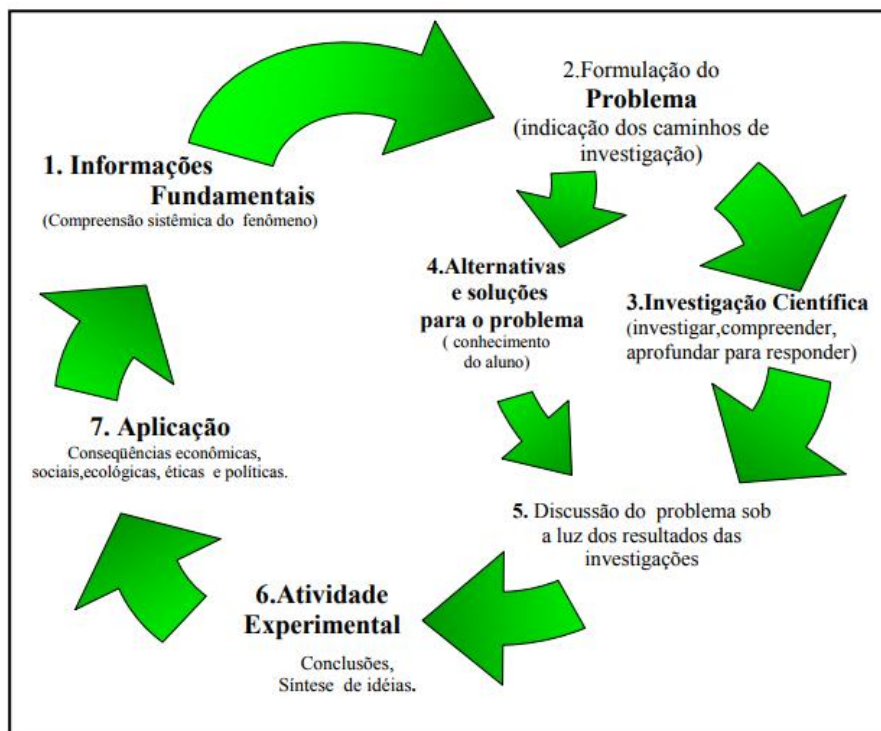 1. Informações
Fundamentais
(Compreensão sistêmica do fenômeno)
2.Formulação do
Problema
(indicação dos caminhos de
investigação)
3.Investigação Científica
(investigar,compreender,
aprofundar para responder)
4.Alternativas
e soluções
para o problema
( conhecimento
do aluno)
5. Discussão do problema sob
a luz dos resultados das
investigações
6.Atividade
Experimental
Conclusões,
Síntese de idéias.
7. Aplicação
Conseqüências econômicas,
sociais,ecológicas, éticas e políticas.